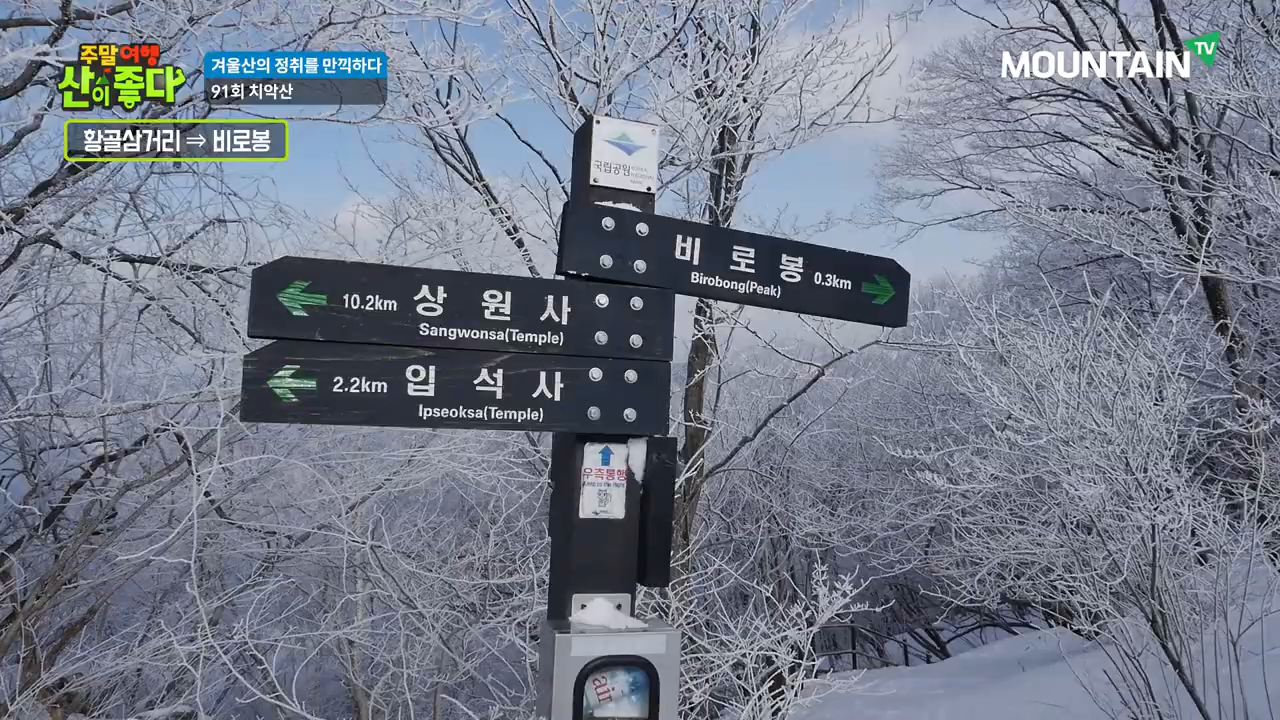 주말여행
산이 좋다
겨울산의 정취를 만끽하다
91회 치악산
황골삼거리 ⇒ 비로봉
MOUNTAIN TV
국립공원
비로봉 0.3km
Birobong(Peak)
10.2km 상원사
Sangwonsa(Temple)
2.2km 입석사
Ipseoksa(Temple)
우측통행
air